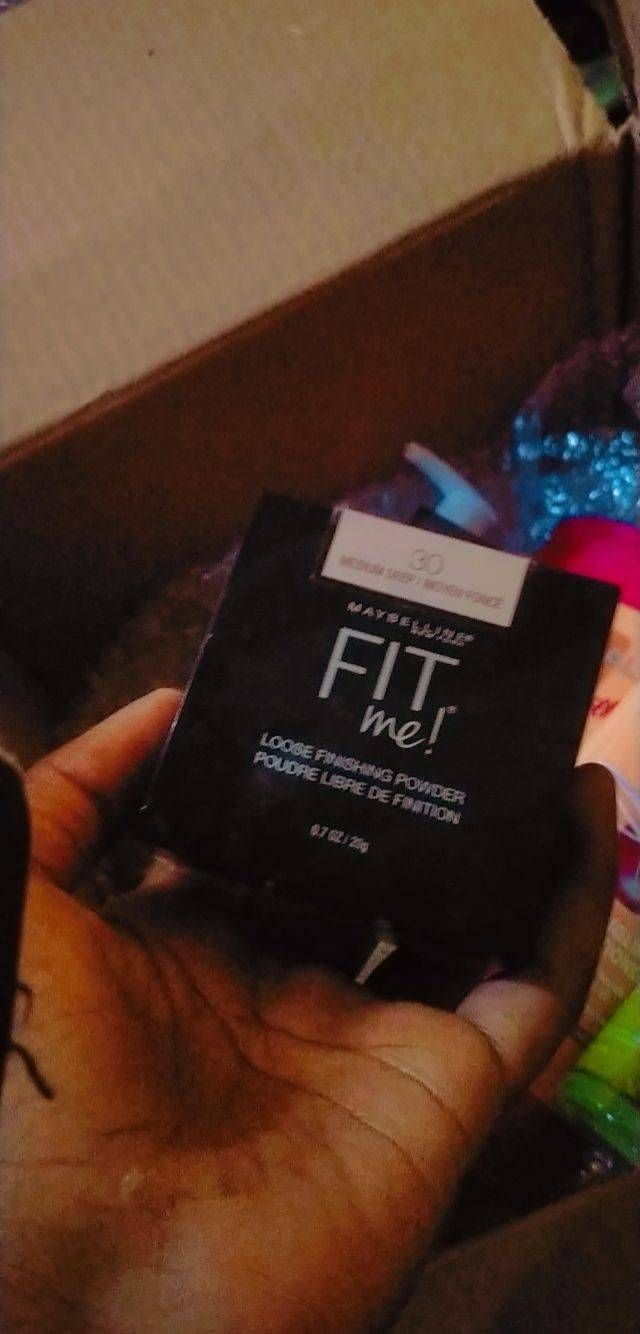 30
MEDIUM DEEP / MOYEN FONCÉ
MAYBELLINE®
FIT
me!®
LOOSE FINISHING POWDER
POUDRE LIBRE DE FINITION
0.7 OZ / 20g